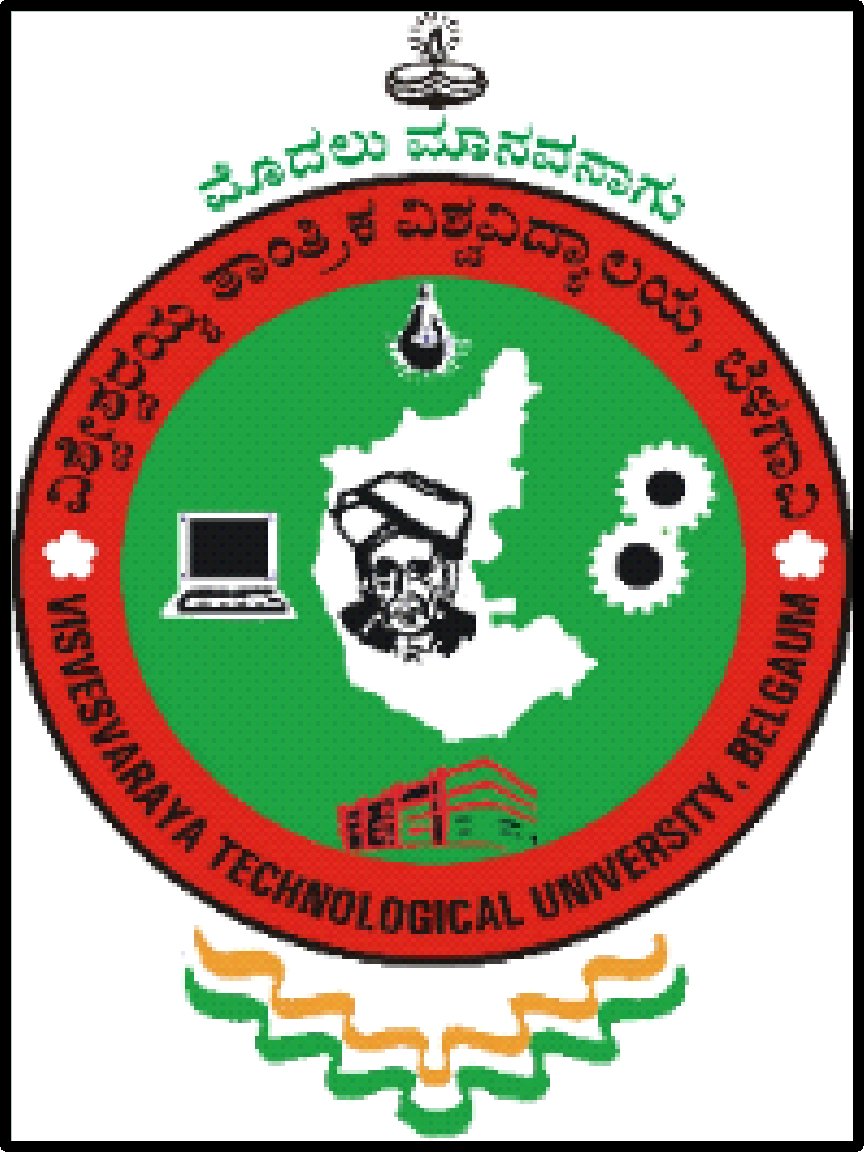 ಮೊದಲು ಮಾನವನಾಗು
ವಿಶ್ವೇಶ್ವರಯ್ಯ ತಾಂತ್ರಿಕ ವಿಶ್ವವಿದ್ಯಾಲಯ, ಬೆಳಗಾವಿ
VISVESVARAYA TECHNOLOGICAL UNIVERSITY, BELGAUM